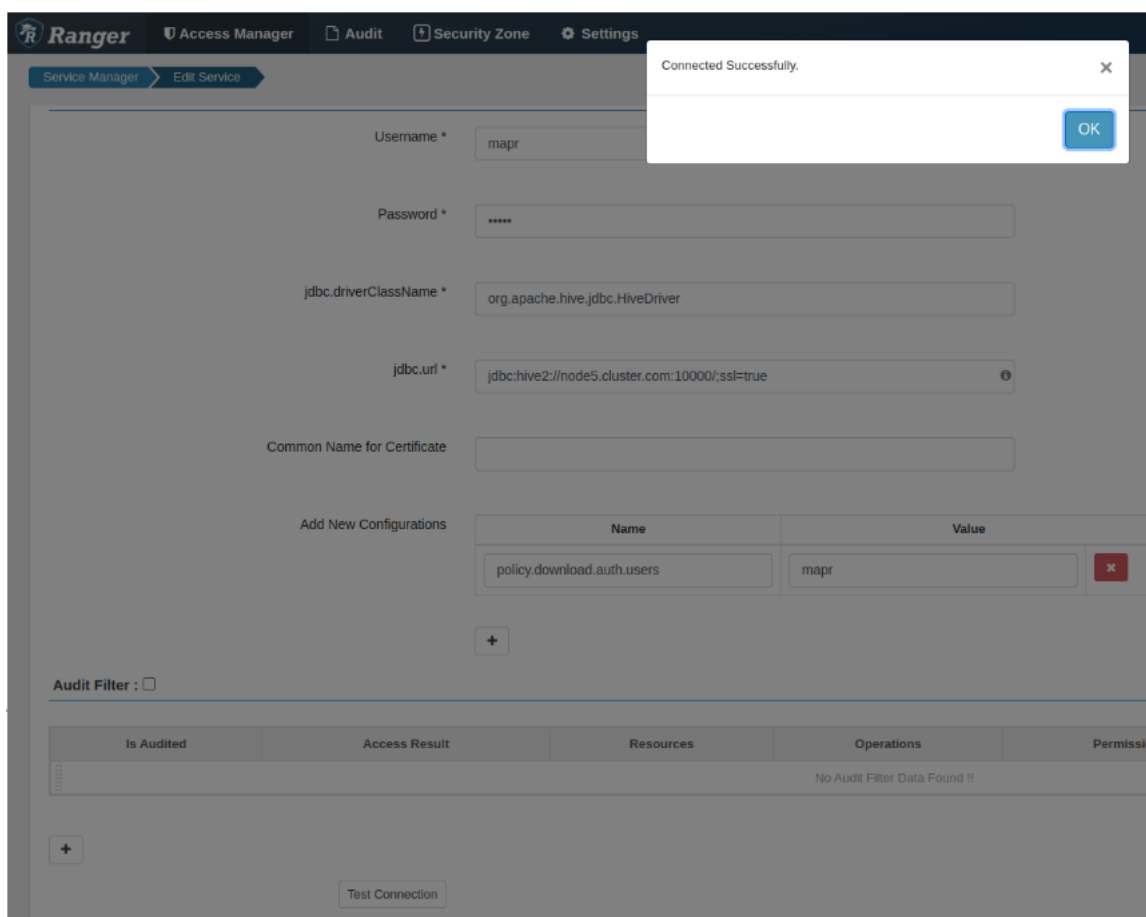 Ranger Access Manager Audit Security Zone Settings
Connected Successfully. ×
Service Manager Edit Service
OK
Username * mapr
Password * •••••
jdbc.driverClassName * org.apache.hive.jdbc.HiveDriver
jdbc.url * jdbc:hive2://node5.cluster.com:10000/;ssl=true
Common Name for Certificate
Add New Configurations Name Value
policy.download.auth.users mapr ×
+
Audit Filter :
Is Audited Access Result Resources Operations Permissi
No Audit Filter Data Found !!
+
Test Connection